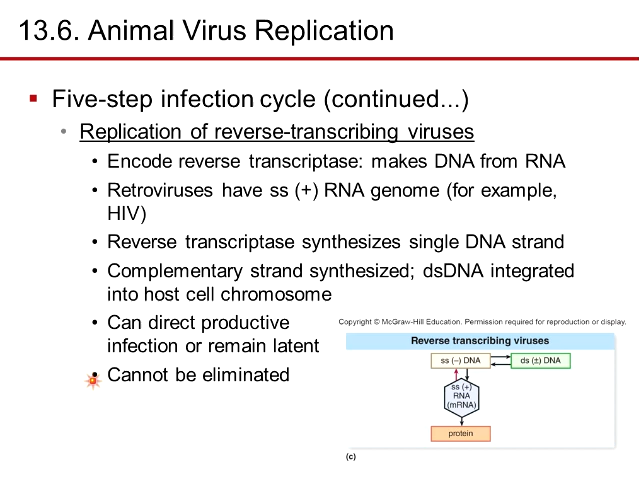 13.6. Animal Virus Replication
Five-step infection cycle (continued...)
Replication of reverse-transcribing viruses
Encode reverse transcriptase: makes DNA from RNA
Retroviruses have ss (+) RNA genome (for example,
HIV)
Reverse transcriptase synthesizes single DNA strand
Complementary strand synthesized; dsDNA integrated
into host cell chromosome
Can direct productive
infection or remain latent
Cannot be eliminated
Copyright © McGraw-Hill Education. Permission required for reproduction or display.
Reverse transcribing viruses
ss (–) DNA
ds (±) DNA
ss (+)
RNA
(mRNA)
protein
(c)